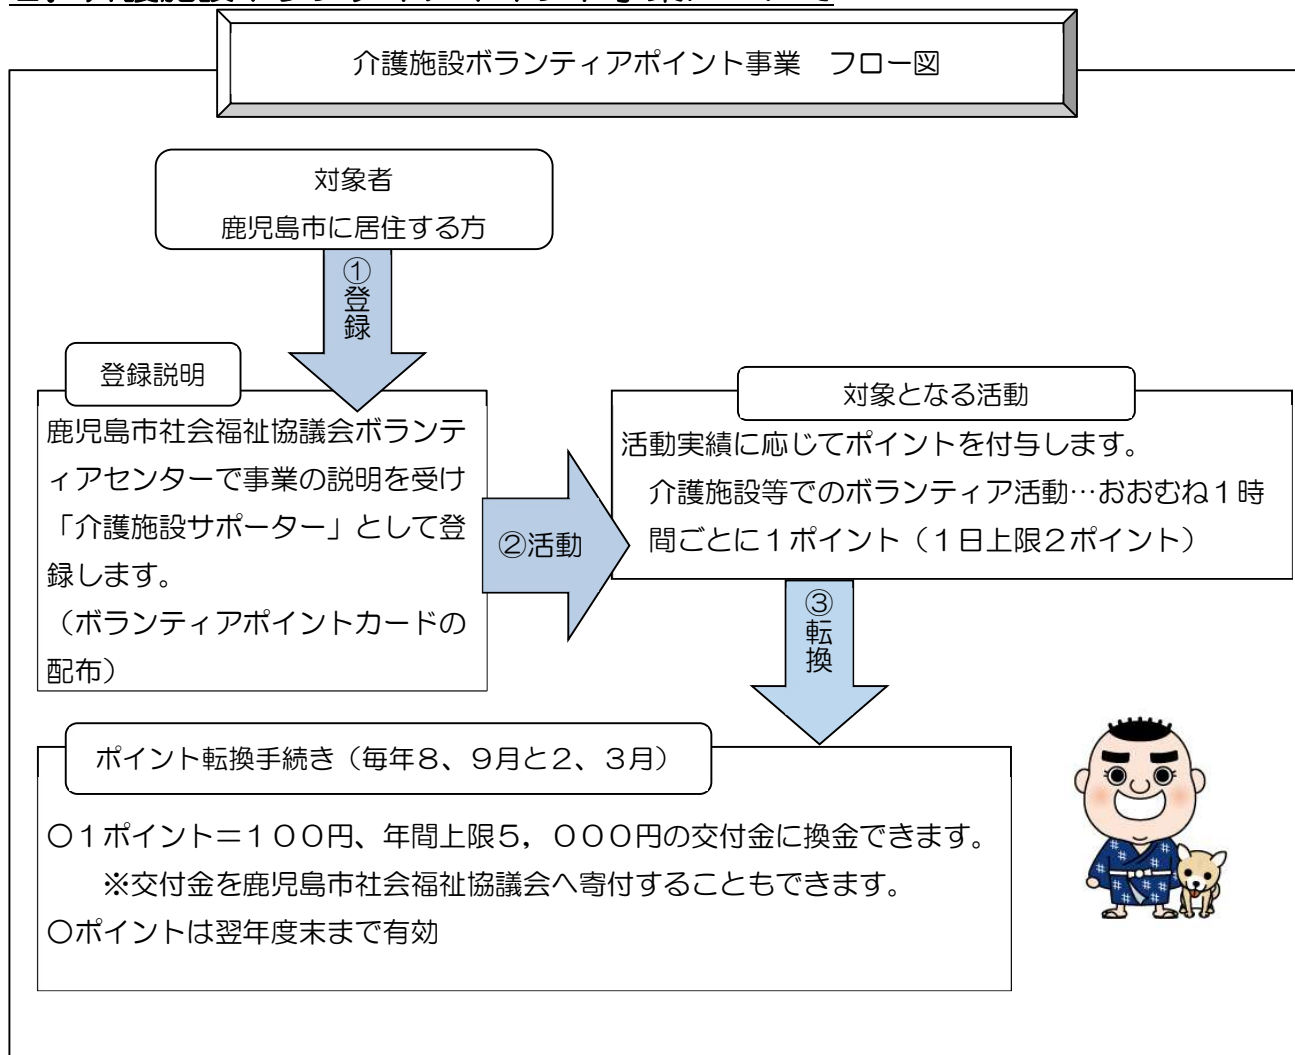 介護施設ボランティアポイント事業　フロー図
対象者
鹿児島市に居住する方
①登録
登録説明
鹿児島市社会福祉協議会ボランテ
ィアセンターで事業の説明を受け
「介護施設サポーター」として登
録します。
（ボランティアポイントカードの
配布）
②活動
対象となる活動
活動実績に応じてポイントを付与します。
介護施設等でのボランティア活動…おおむね１時
間ごとに１ポイント（１日上限２ポイント）
③転換
ポイント転換手続き（毎年８、９月と２、３月）
○１ポイント＝１００円、年間上限５，０００円の交付金に換金できます。
※交付金を鹿児島市社会福祉協議会へ寄付することもできます。
○ポイントは翌年度末まで有効